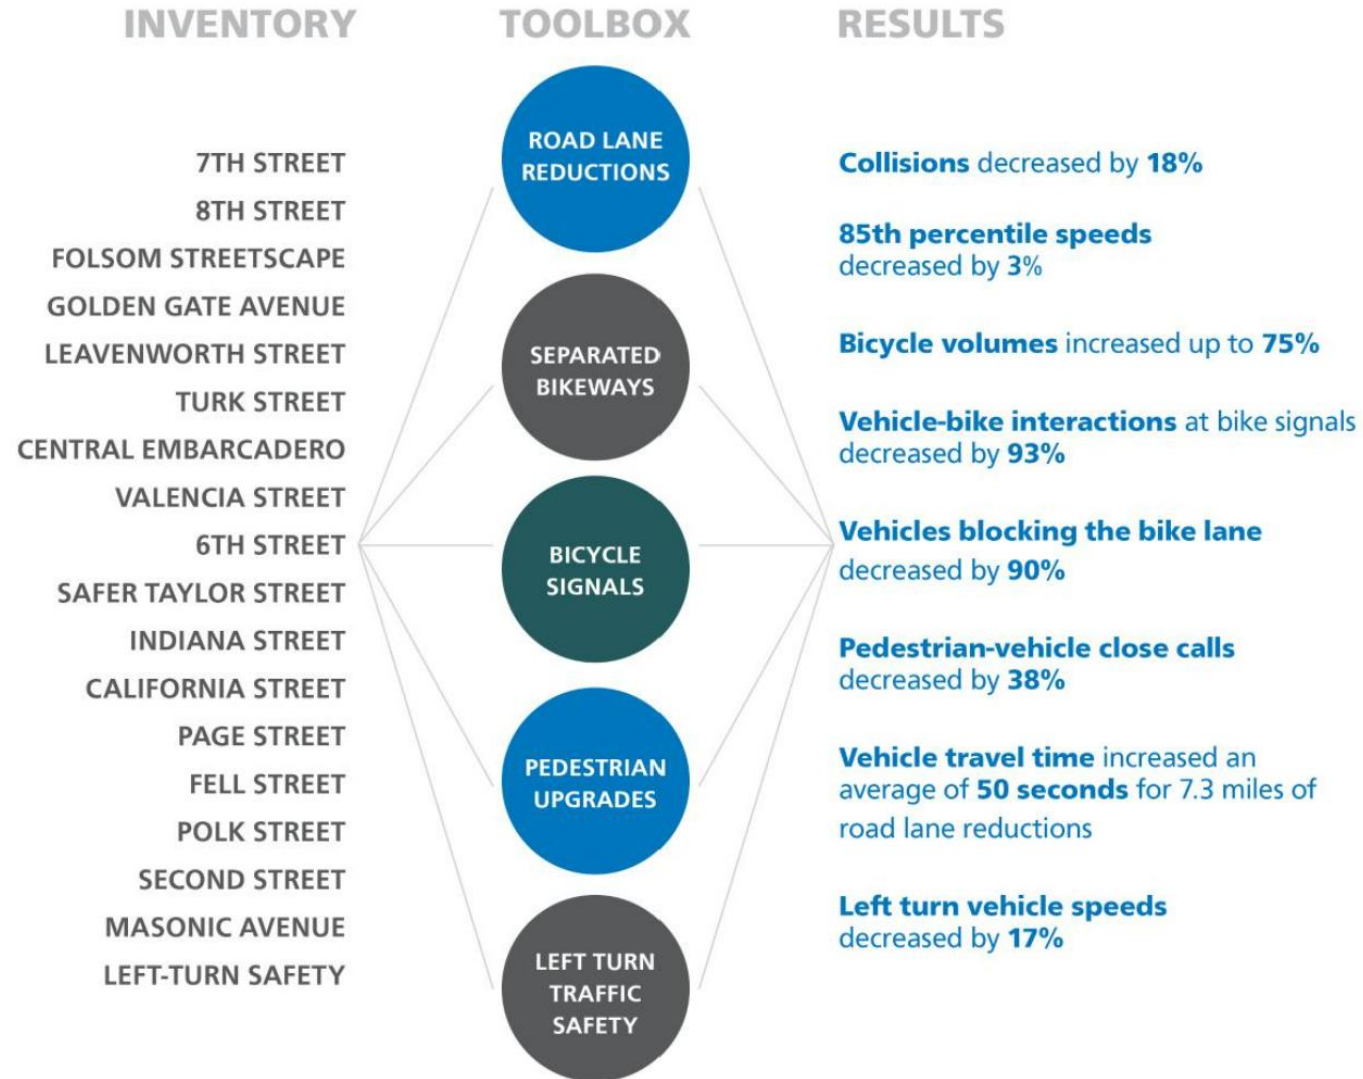 INVENTORY
TOOLBOX
RESULTS
7TH STREET
8TH STREET
FOLSOM STREETSCAPE
GOLDEN GATE AVENUE
LEAVENWORTH STREET
TURK STREET
CENTRAL EMBARCADERO
VALENCIA STREET
6TH STREET
SAFER TAYLOR STREET
INDIANA STREET
CALIFORNIA STREET
PAGE STREET
FELL STREET
POLK STREET
SECOND STREET
MASONIC AVENUE
LEFT-TURN SAFETY
ROAD LANE
REDUCTIONS
SEPARATED
BIKEWAYS
BICYCLE
SIGNALS
PEDESTRIAN
UPGRADES
LEFT TURN
TRAFFIC
SAFETY
Collisions decreased by 18%
85th percentile speeds
decreased by 3%
Bicycle volumes increased up to 75%
Vehicle-bike interactions at bike signals
decreased by 93%
Vehicles blocking the bike lane
decreased by 90%
Pedestrian-vehicle close calls
decreased by 38%
Vehicle travel time increased an
average of 50 seconds for 7.3 miles of
road lane reductions
Left turn vehicle speeds
decreased by 17%